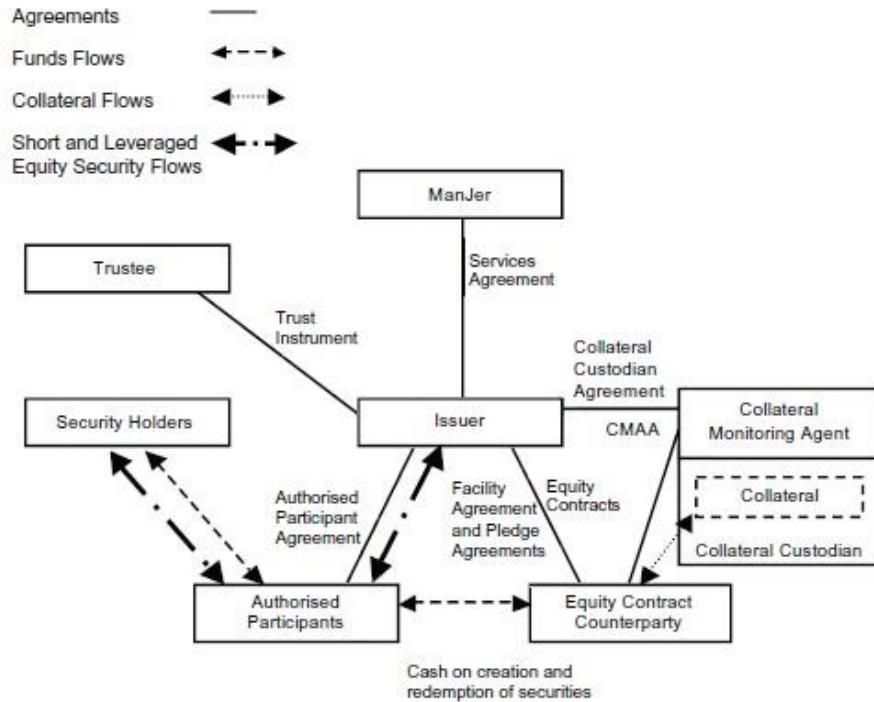 Agreements
Funds Flows
Collateral Flows
Short and Leveraged
Equity Security Flows
ManJer
Trustee
Services
Agreement
Trust
Instrument
Collateral
Custodian
Agreement
Security Holders
Issuer
CMAA
Collateral
Monitoring Agent
Authorised
Participant
Agreement
Facility
Agreement
and Pledge
Agreements
Equity
Contracts
Collateral
Collateral Custodian
Authorised
Participants
Equity Contract
Counterparty
Cash on creation and
redemption of securities